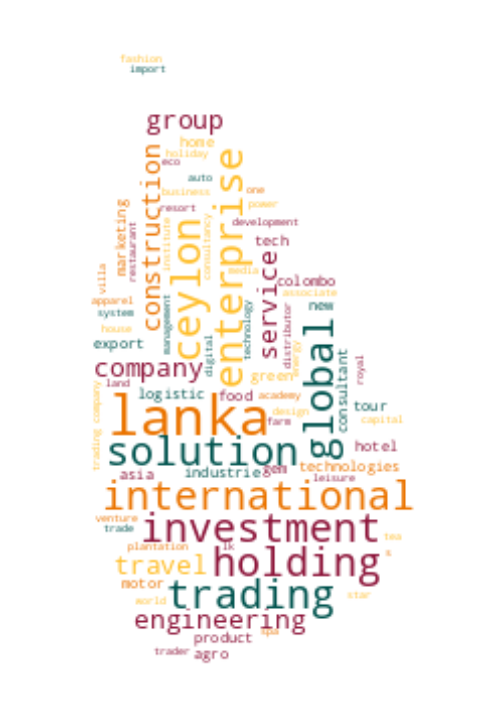 fashion
import
group
home
holiday
eco
construction
enterprise
auto
business
one
power
resort
marketing
restaurant
ceylon
institute
consultancy
development
tech
service
media
villa
colombo
associate
apparel
system
new
management
technology
distributor
house
export
digital
global
consultant
energy
royal
company
green
land
logistic
food
academy
trading company
lanka
design
tour
farm
capital
solution
hotel
asia
industrie
gem
technologies
leisure
international
venture
trade
investment
tea
plantation
lk
s
travel
holding
motor
world
trading
star
engineering
spa
product
trader
agro